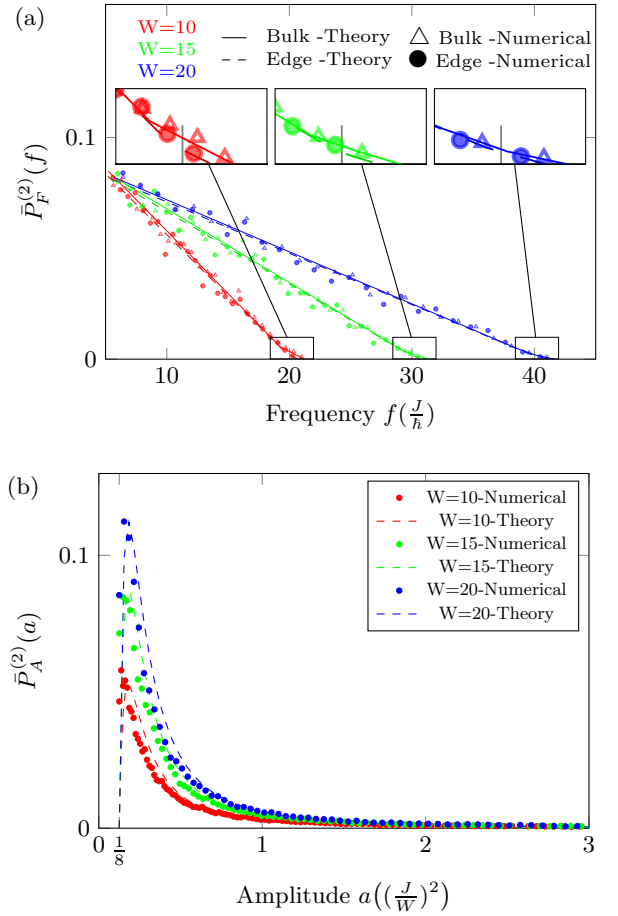 (a)
W=10 Bulk -Theory Bulk -Numerical
W=15 Edge -Theory Edge -Numerical
W=20
0.1
0
10 20 30 40
P̄_F^(2)(f)
Frequency f(J/ħ)
(b)
W=10-Numerical
W=10-Theory
W=15-Numerical
W=15-Theory
W=20-Numerical
W=20-Theory
0.1
0
0 1/8 1 2 3
P̄_A^(2)(a)
Amplitude a((J/W)^2)